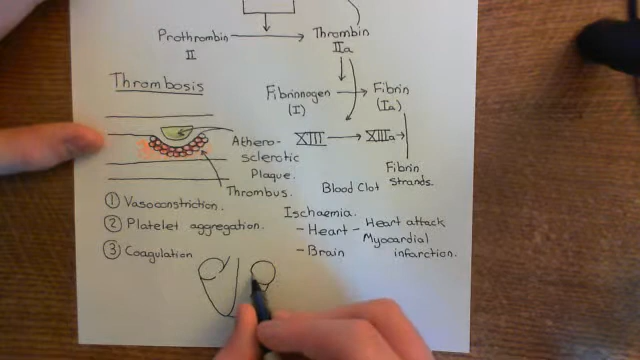 Prothrombin
II
Thrombin
IIa
Thrombosis
Fibrinnogen
(I)
Fibrin
(Ia)
XIII
XIIIa
Fibrin
strands.
Blood Clot
Athero-
sclerotic
Plaque.
Thrombus.
① Vasoconstriction.
② Platelet aggregation.
③ Coagulation
Ischaemia.
- Heart - Heart attack
Myocardial
infarction.
- Brain